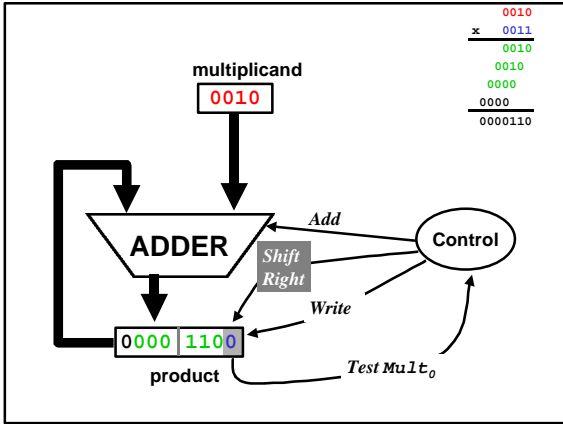 0010
x 0011
0010
0010
0000
0000
0000110
multiplicand
0010
ADDER
Add
Control
Shift
Right
Write
0000 1100
product
Test Mult0